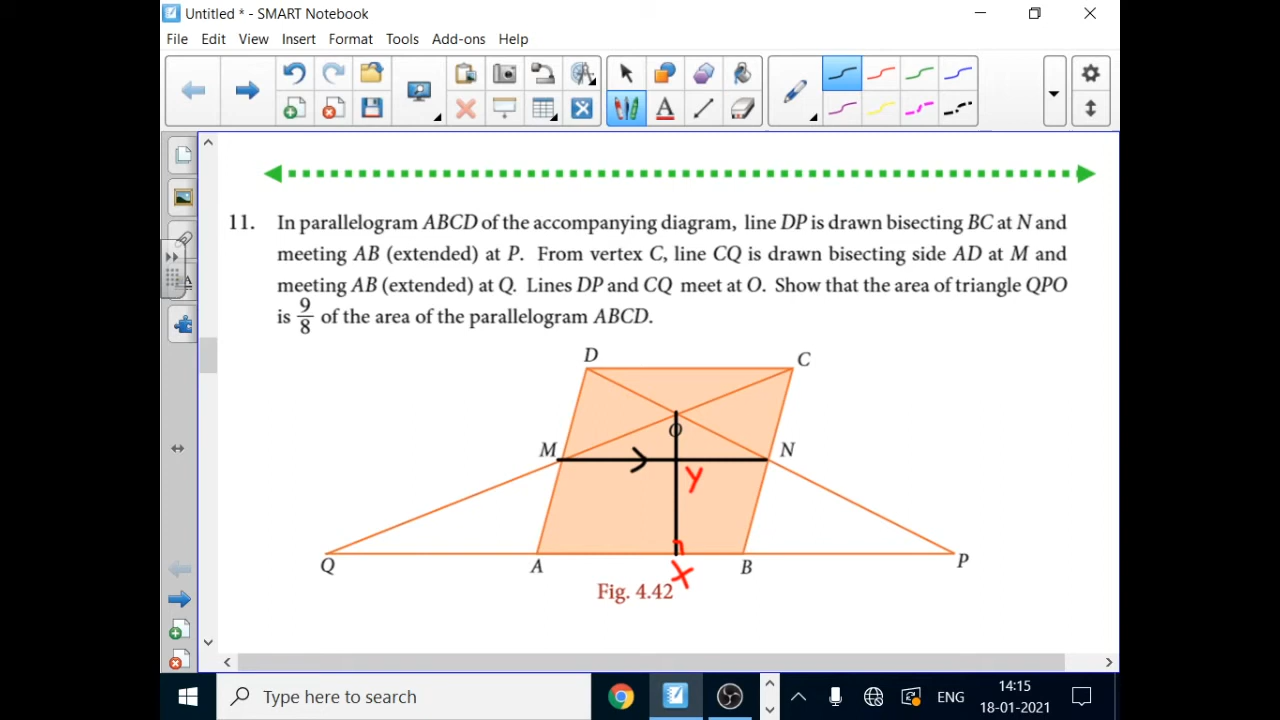 Untitled * - SMART Notebook
File Edit View Insert Format Tools Add-ons Help
11. In parallelogram ABCD of the accompanying diagram, line DP is drawn bisecting BC at N and
meeting AB (extended) at P. From vertex C, line CQ is drawn bisecting side AD at M and
meeting AB (extended) at Q. Lines DP and CQ meet at O. Show that the area of triangle QPO
is 9/8 of the area of the parallelogram ABCD.
D C
O
M N
Y
Q A X B P
Fig. 4.42
Type here to search
ENG
14:15
18-01-2021